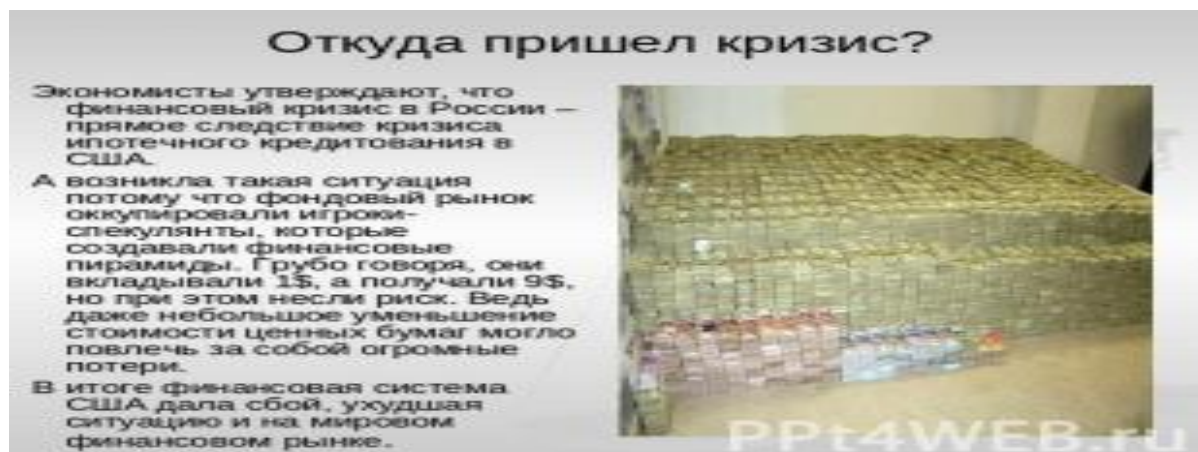 Откуда пришел кризис?
Экономисты утверждают, что
финансовый кризис в России –
прямое следствие кризиса
ипотечного кредитования в
США.
А возникла такая ситуация
потому что фондовый рынок
оккупировали игроки-
спекулянты, которые
создавали финансовые
пирамиды. Грубо говоря, они
вкладывали 1$, а получали 9$,
но при этом несли риск. Ведь
даже небольшое уменьшение
стоимости ценных бумаг могло
повлечь за собой огромные
потери.
В итоге финансовая система
США дала сбой, ухудшая
ситуацию и на мировом
финансовом рынке.
PPt4WEB.ru